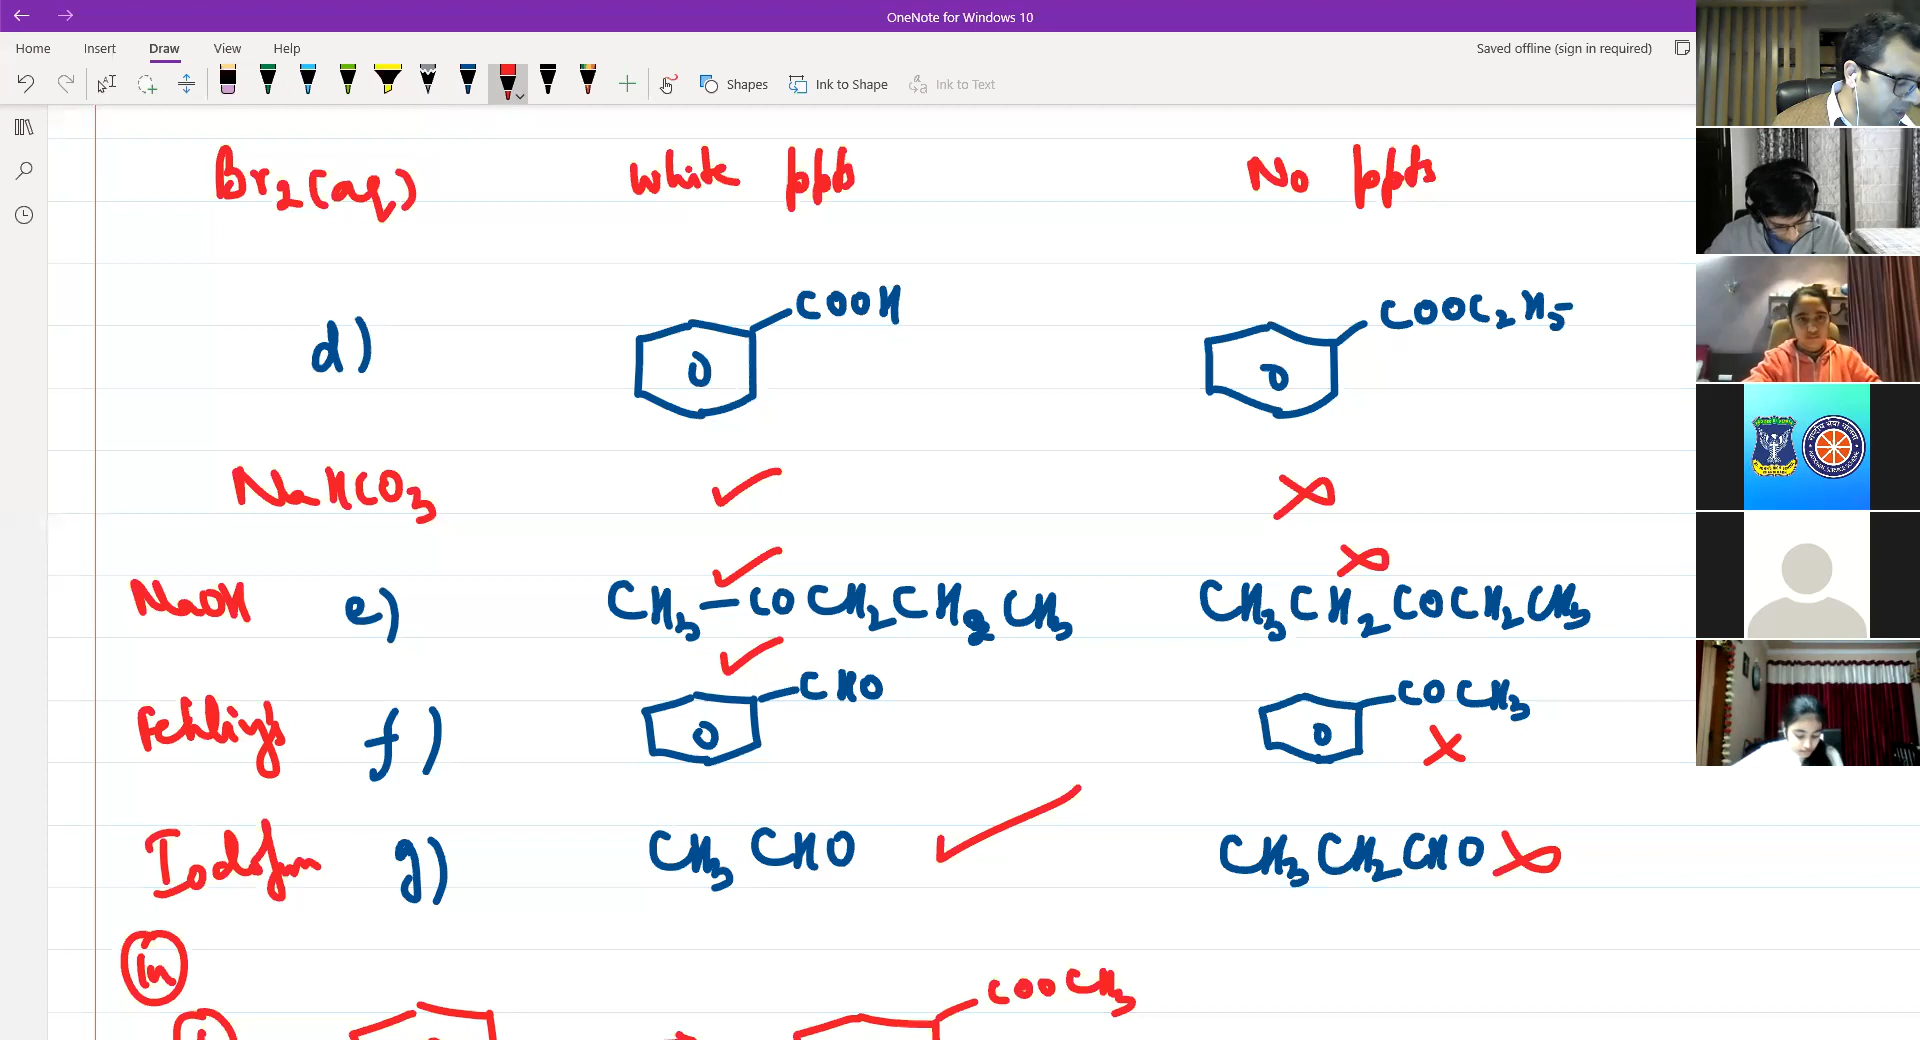 OneNote for Windows 10
Home Insert Draw View Help
Saved offline (sign in required)
Shapes Ink to Shape Ink to Text
Br2(aq) White ppts No ppts
d) COOH COOC2H5
NaHCO3
NaOH e) CH3-COCH2CH2CH3 CH3CH2COCH2CH3
Fehling's f) CHO COCH3
Iodoform g) CH3CHO CH3CH2CHO
COOCH3